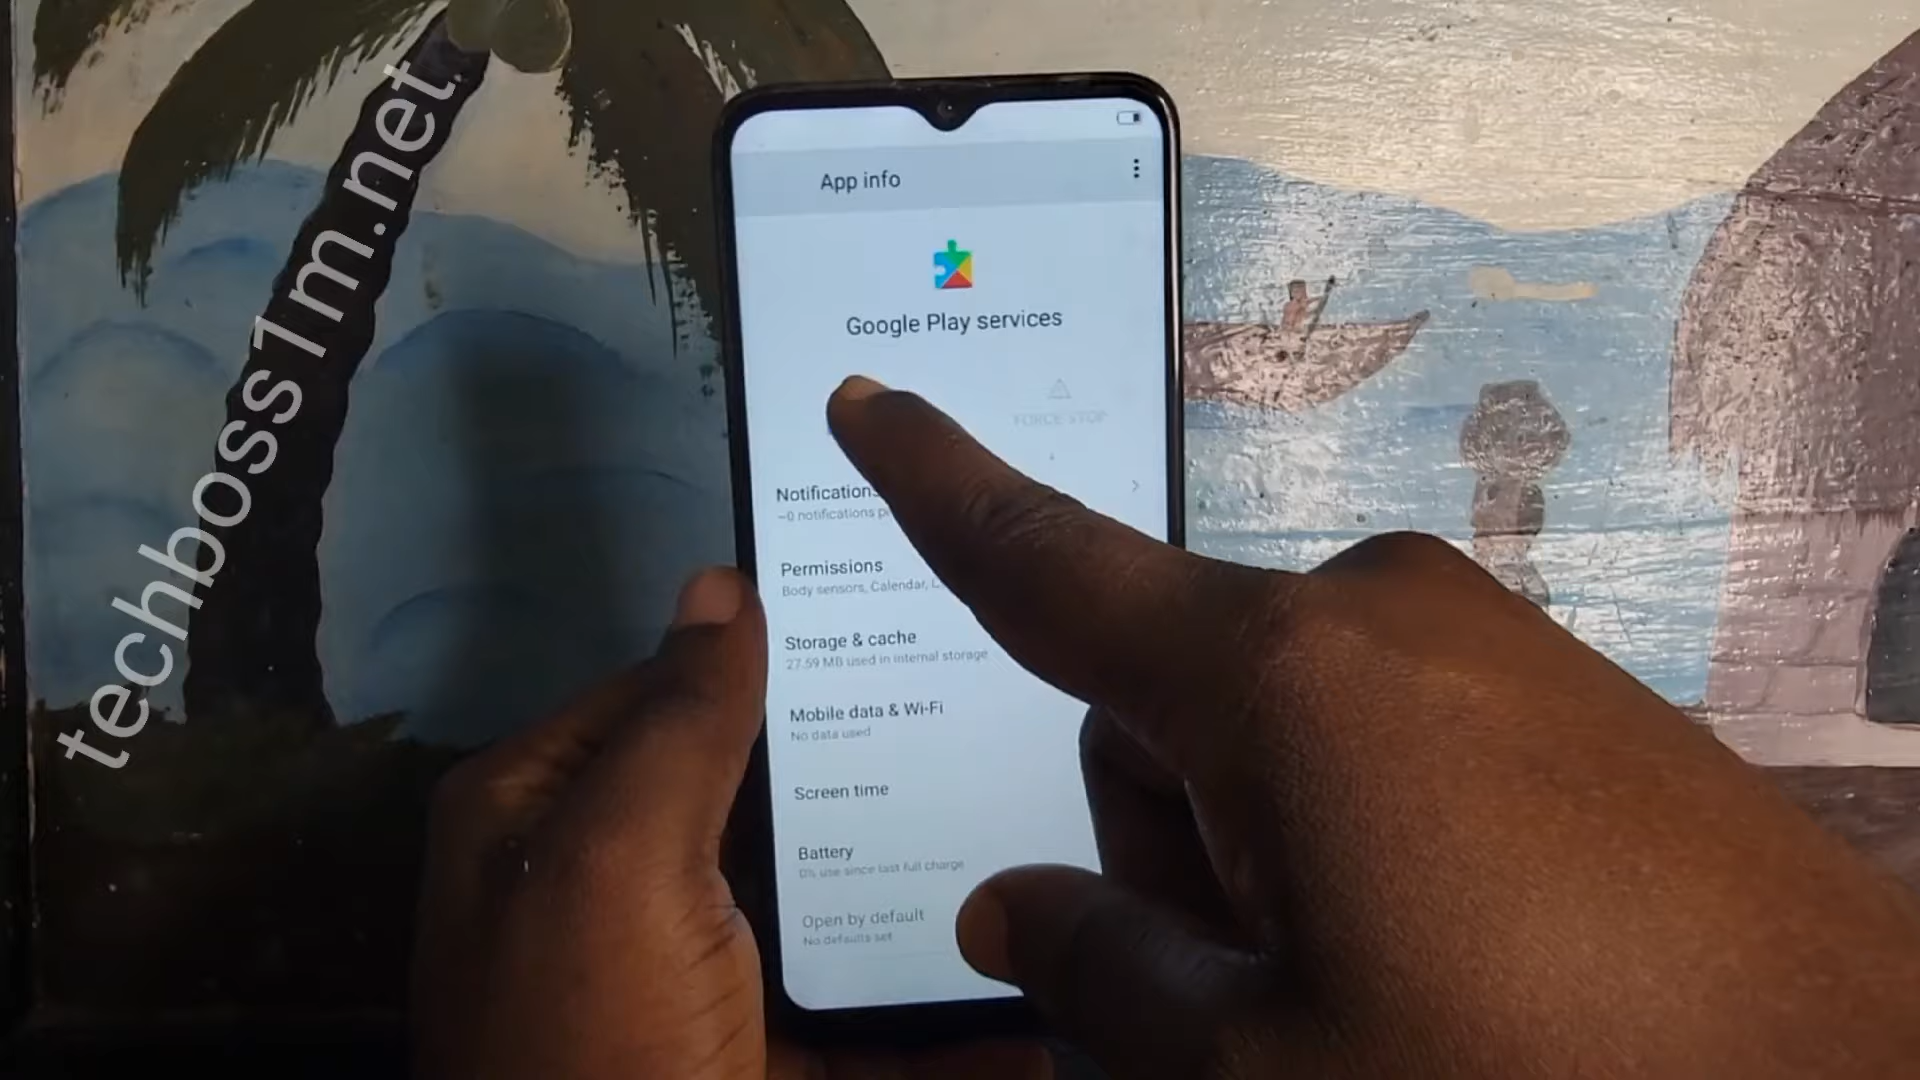 techboss1m.net
App info
Google Play services
FORCE STOP
Notifications
~0 notifications
Permissions
Body sensors, Calendar,
Storage & cache
27.59 MB used in internal storage
Mobile data & Wi-Fi
No data used
Screen time
Battery
0% use since last full charge
Open by default
No defaults set